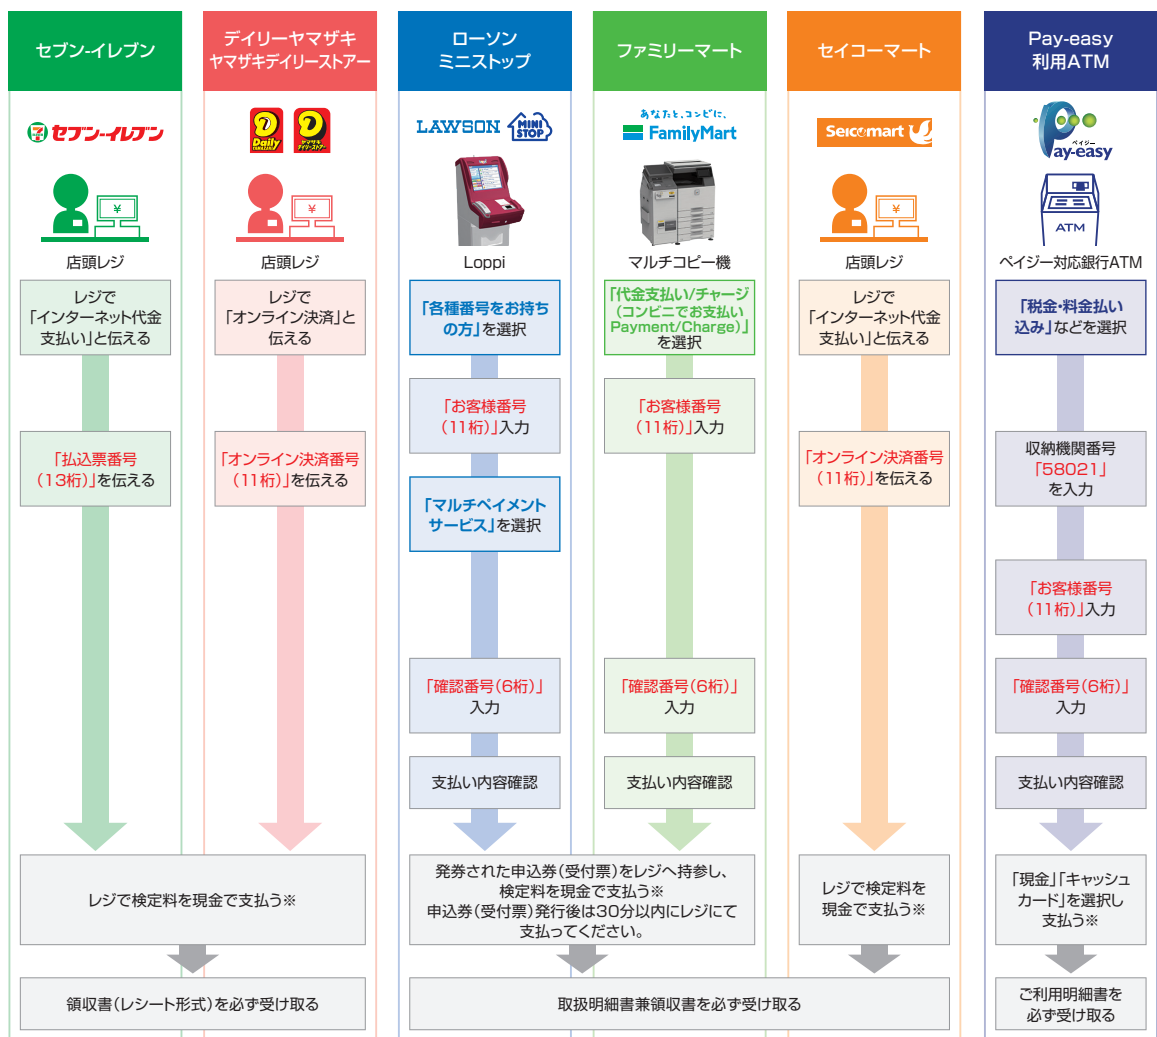 セブン-イレブン
デイリーヤマザキ
ヤマザキデイリーストアー
ローソン
ミニストップ
ファミリーマート
セイコーマート
Pay-easy
利用ATM
7
セブン-イレブン
Daily
YAMAZAKI
ヤマザキ
デイリーストアー
LAWSON
MINI
STOP
あなたと、コンビに、
FamilyMart
Seicomart
ペイジー
Pay-easy
¥
¥
¥
ATM
店頭レジ
店頭レジ
Loppi
マルチコピー機
店頭レジ
ペイジー対応銀行ATM
レジで
「インターネット代金
支払い」と伝える
レジで
「オンライン決済」と
伝える
「各種番号をお持ち
の方」を選択
「代金支払い/チャージ
(コンビニでお支払い
Payment/Charge)」
を選択
レジで
「インターネット代金
支払い」と伝える
「税金・料金払い
込み」などを選択
「お客様番号
(11桁)」入力
「お客様番号
(11桁)」入力
「払込票番号
(13桁)」を伝える
「オンライン決済番号
(11桁)」を伝える
「マルチペイメント
サービス」を選択
「オンライン決済番号
(11桁)」を伝える
収納機関番号
「58021」
を入力
「お客様番号
(11桁)」入力
「確認番号(6桁)」
入力
「確認番号(6桁)」
入力
「確認番号(6桁)」
入力
支払い内容確認
支払い内容確認
支払い内容確認
レジで検定料を現金で支払う※
発券された申込券(受付票)をレジへ持参し、
検定料を現金で支払う※
申込券(受付票)発行後は30分以内にレジにて
支払ってください。
レジで検定料を
現金で支払う※
「現金」「キャッシュ
カード」を選択し
支払う※
領収書(レシート形式)を必ず受け取る
取扱明細書兼領収書を必ず受け取る
ご利用明細書を
必ず受け取る